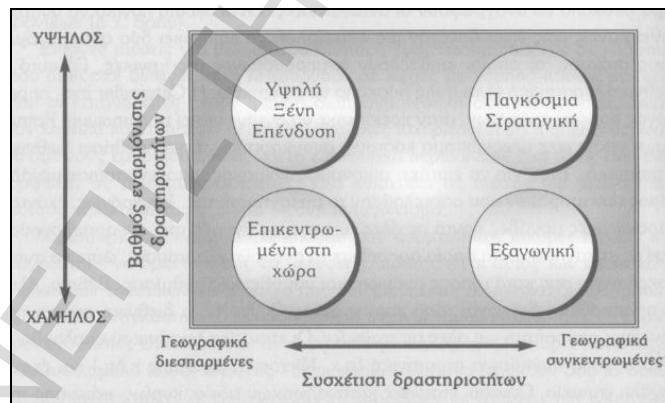 ΥΨΗΛΟΣ
Βαθμός εναρμόνισης
δραστηριοτήτων
ΧΑΜΗΛΟΣ
Υψηλή
Ξένη
Επένδυση
Παγκόσμια
Στρατηγική
Επικεντρω-
μένη στη
χώρα
Εξαγωγική
Γεωγραφικά
διεσπαρμένες
Γεωγραφικά
συγκεντρωμένες
Συσχέτιση δραστηριοτήτων